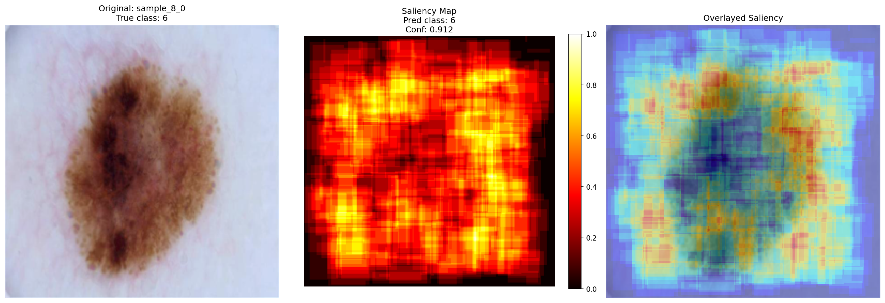 Original: sample_8_0
True class: 6
Saliency Map
Pred class: 6
Conf: 0.912
1.0
0.8
0.6
0.4
0.2
0.0
Overlayed Saliency